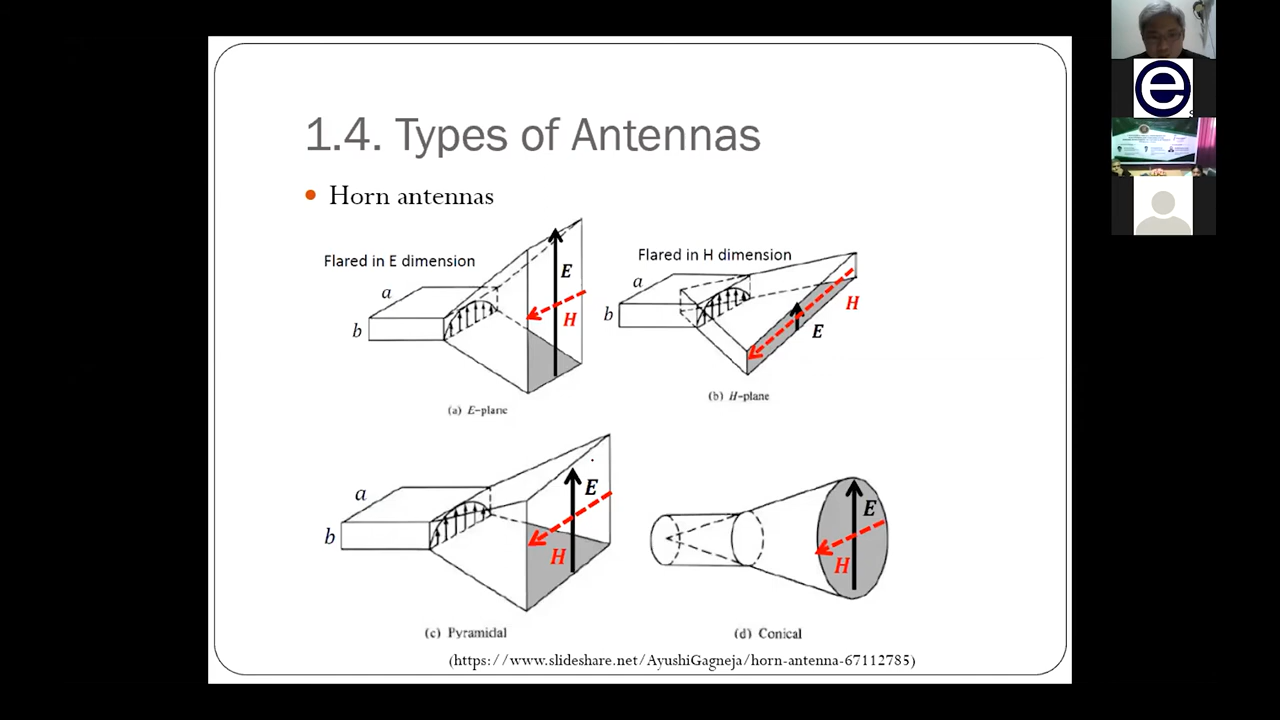 1.4. Types of Antennas
• Horn antennas
Flared in E dimension
a
b
E
H
(a) E-plane
Flared in H dimension
a
b
H
E
(b) H-plane
a
b
E
H
(c) Pyramidal
E
H
(d) Conical
(https://www.slideshare.net/AyushiGagneja/horn-antenna-67112785)
e